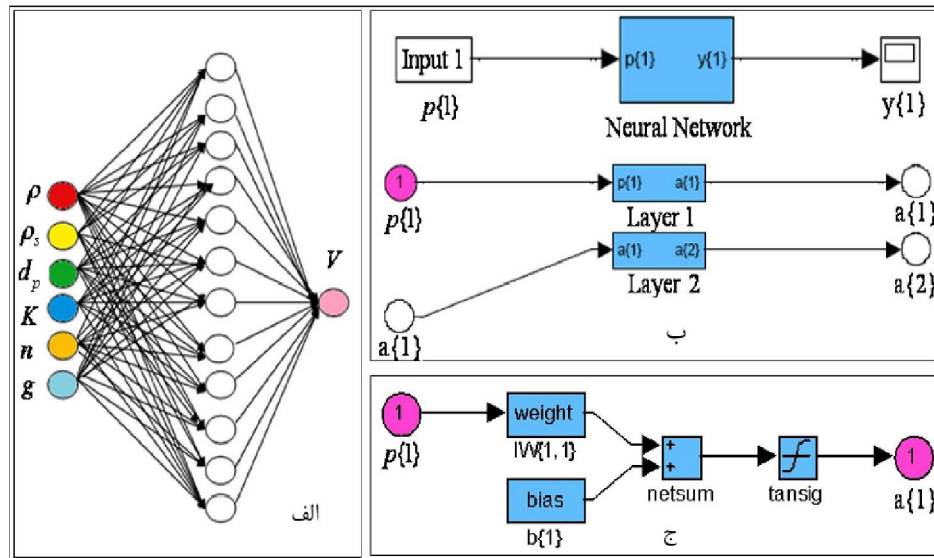 ρ
ρs
dp
K
n
g
V
الف
Input 1
p{1}
p{1} y{1}
Neural Network
y{1}
1
p{1}
p{1} a{1}
Layer 1
a{1}
a{1} a{2}
Layer 2
a{2}
a{1}
ب
1
p{1}
weight
IW{1,1}
bias
b{1}
+
+
netsum
tansig
1
a{1}
ج